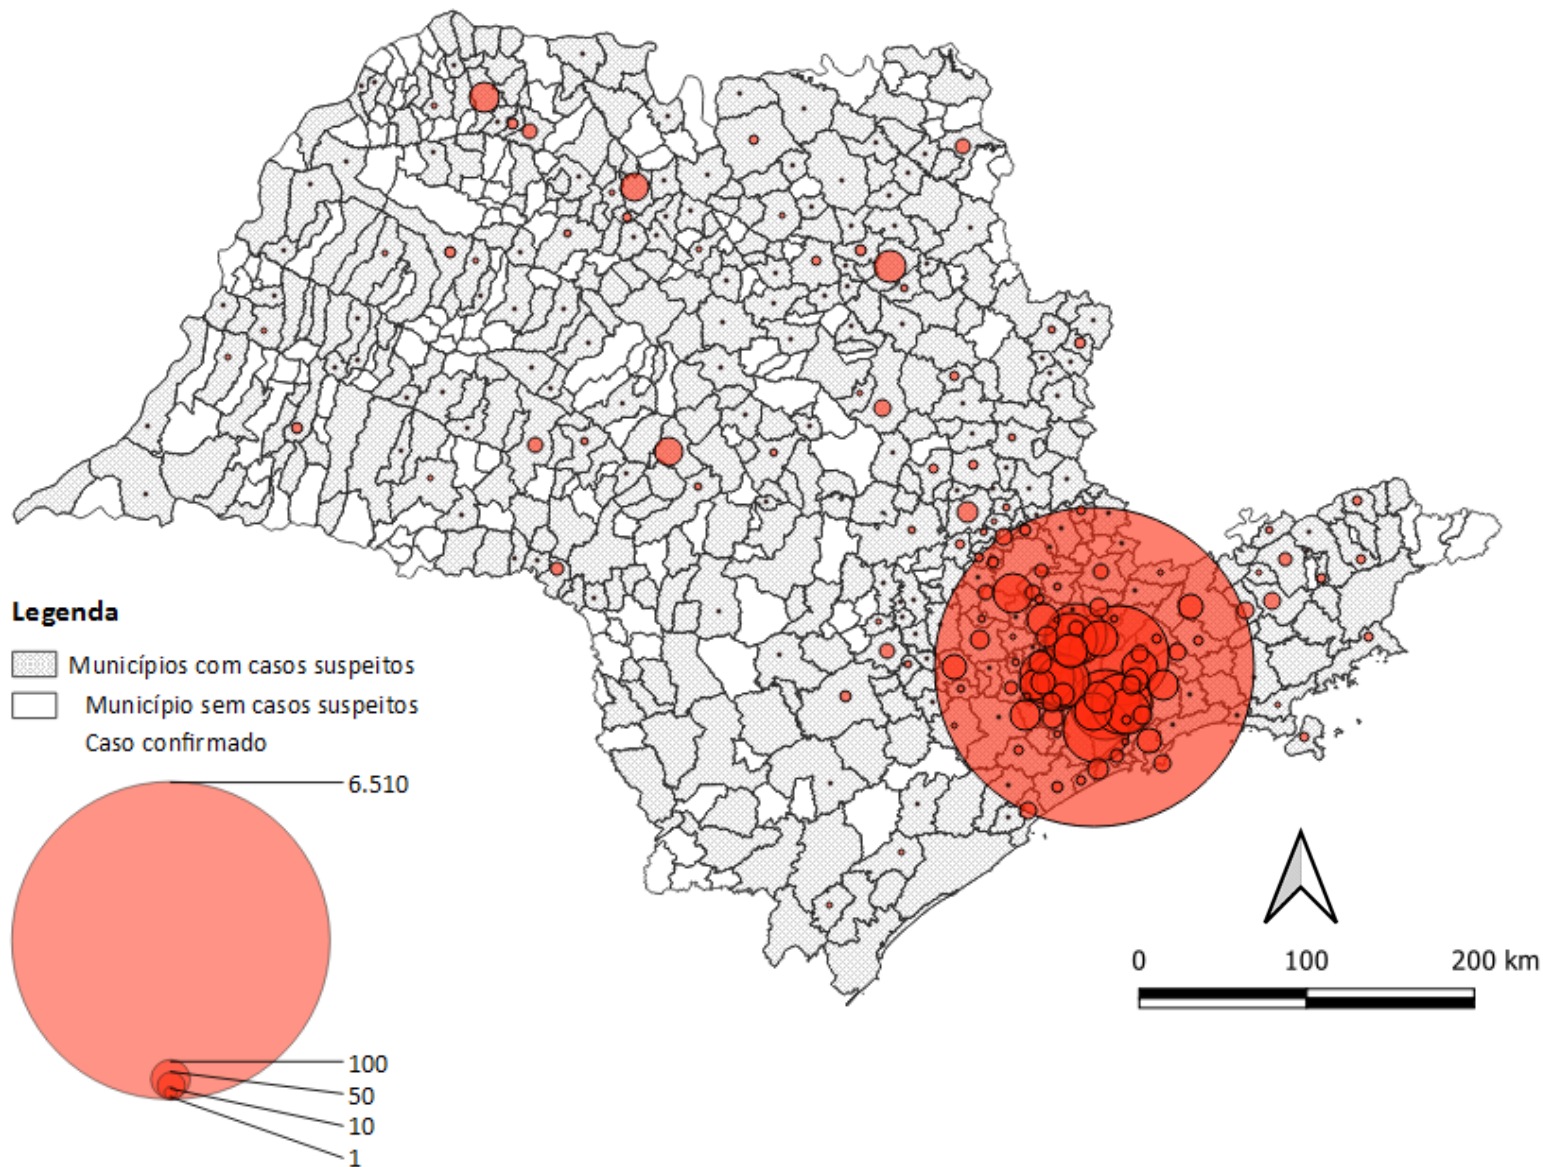 Legenda
Municípios com casos suspeitos
Município sem casos suspeitos
Caso confirmado
6.510
100
50
10
1
0 100 200 km